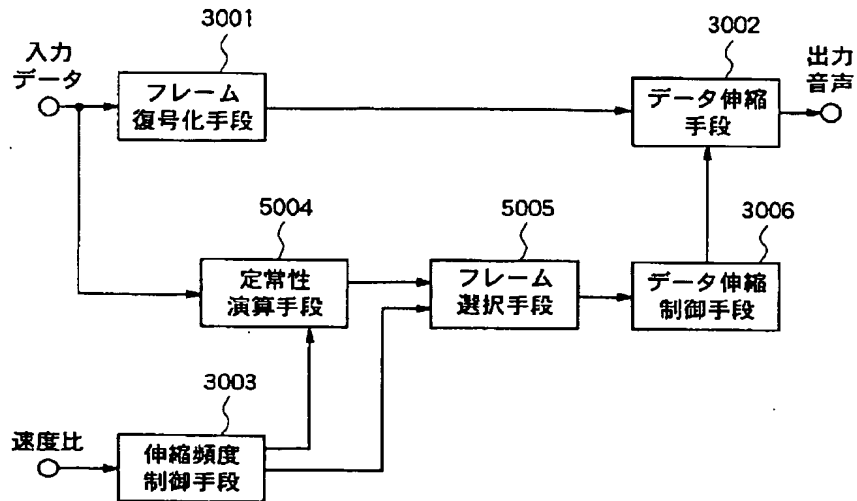 3001
入力
データ
フレーム
復号化手段
3002
データ伸縮
手段
出力
音声
5004
定常性
演算手段
5005
フレーム
選択手段
3006
データ伸縮
制御手段
3003
速度比
伸縮頻度
制御手段